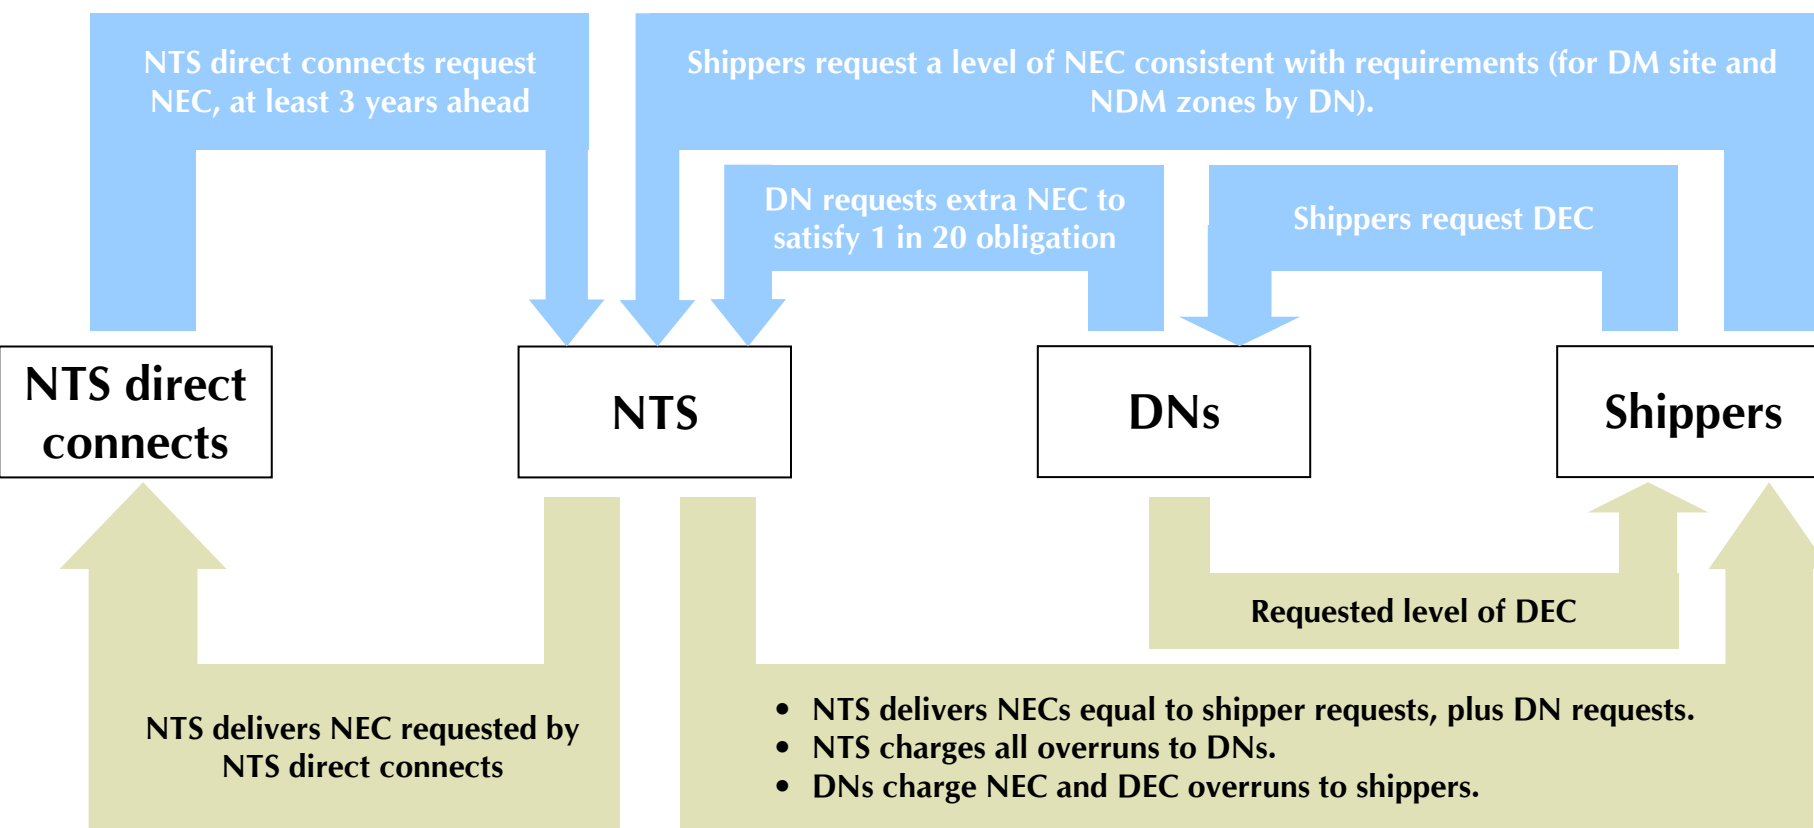 NTS direct connects request
NEC, at least 3 years ahead
Shippers request a level of NEC consistent with requirements (for DM site and
NDM zones by DN).
DN requests extra NEC to
satisfy 1 in 20 obligation
Shippers request DEC
NTS direct
connects
NTS
DNs
Shippers
Requested level of DEC
NTS delivers NEC requested by
NTS direct connects
• NTS delivers NECs equal to shipper requests, plus DN requests.
• NTS charges all overruns to DNs.
• DNs charge NEC and DEC overruns to shippers.